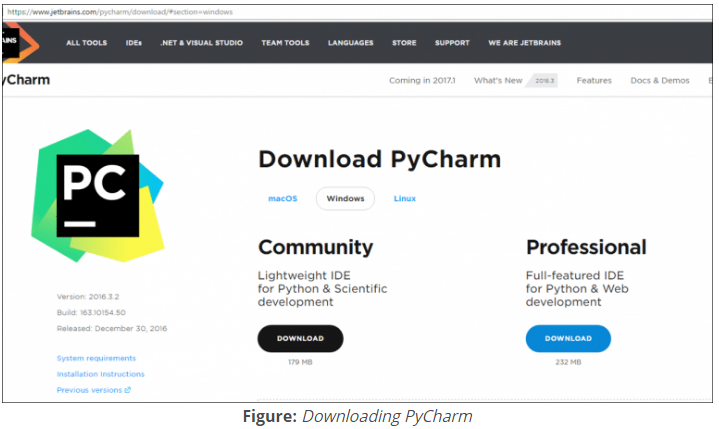 https://www.jetbrains.com/pycharm/download/#section=windows
AINS
ALL TOOLS IDEs .NET & VISUAL STUDIO TEAM TOOLS LANGUAGES STORE SUPPORT WE ARE JETBRAINS
yCharm Coming in 2017.1 What's New 2016.3 Features Docs & Demos
PC
Download PyCharm
macOS Windows Linux
Community
Lightweight IDE
for Python & Scientific
development
DOWNLOAD
179 MB
Professional
Full-featured IDE
for Python & Web
development
DOWNLOAD
232 MB
Version: 2016.3.2
Build: 163.10154.50
Released: December 30, 2016
System requirements
Installation Instructions
Previous versions
Figure: Downloading PyCharm